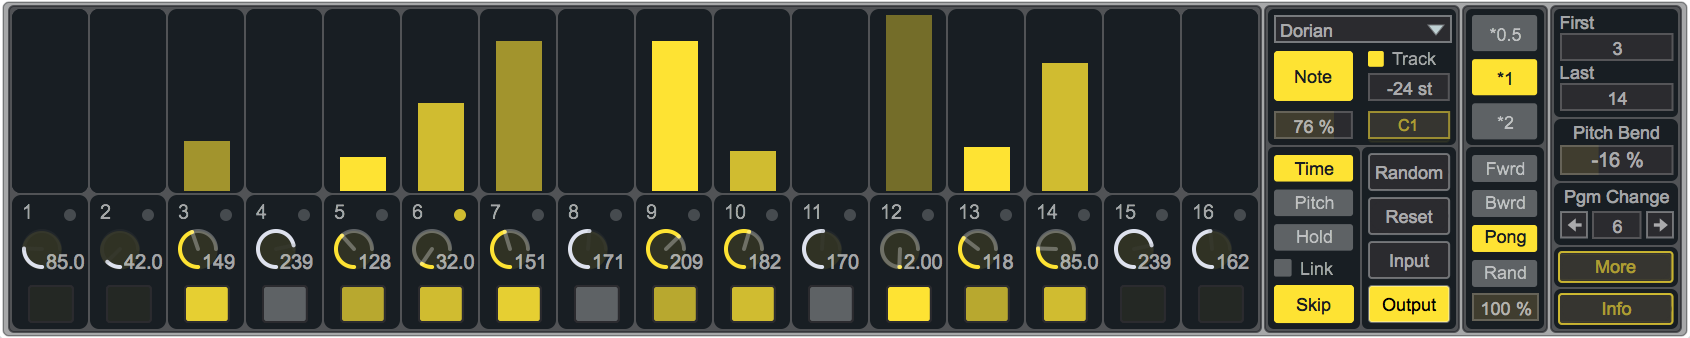 1 2 3 4 5 6 7 8 9 10 11 12 13 14 15 16
85.0 42.0 149 239 128 32.0 151 171 209 182 170 2.00 118 85.0 239 162
Dorian
Note
Track
-24 st
76 %
C1
Time
Pitch
Hold
Link
Skip
Random
Reset
Input
Output
*0.5
*1
*2
Fwrd
Bwrd
Pong
Rand
100 %
First
3
Last
14
Pitch Bend
-16 %
Pgm Change
6
More
Info